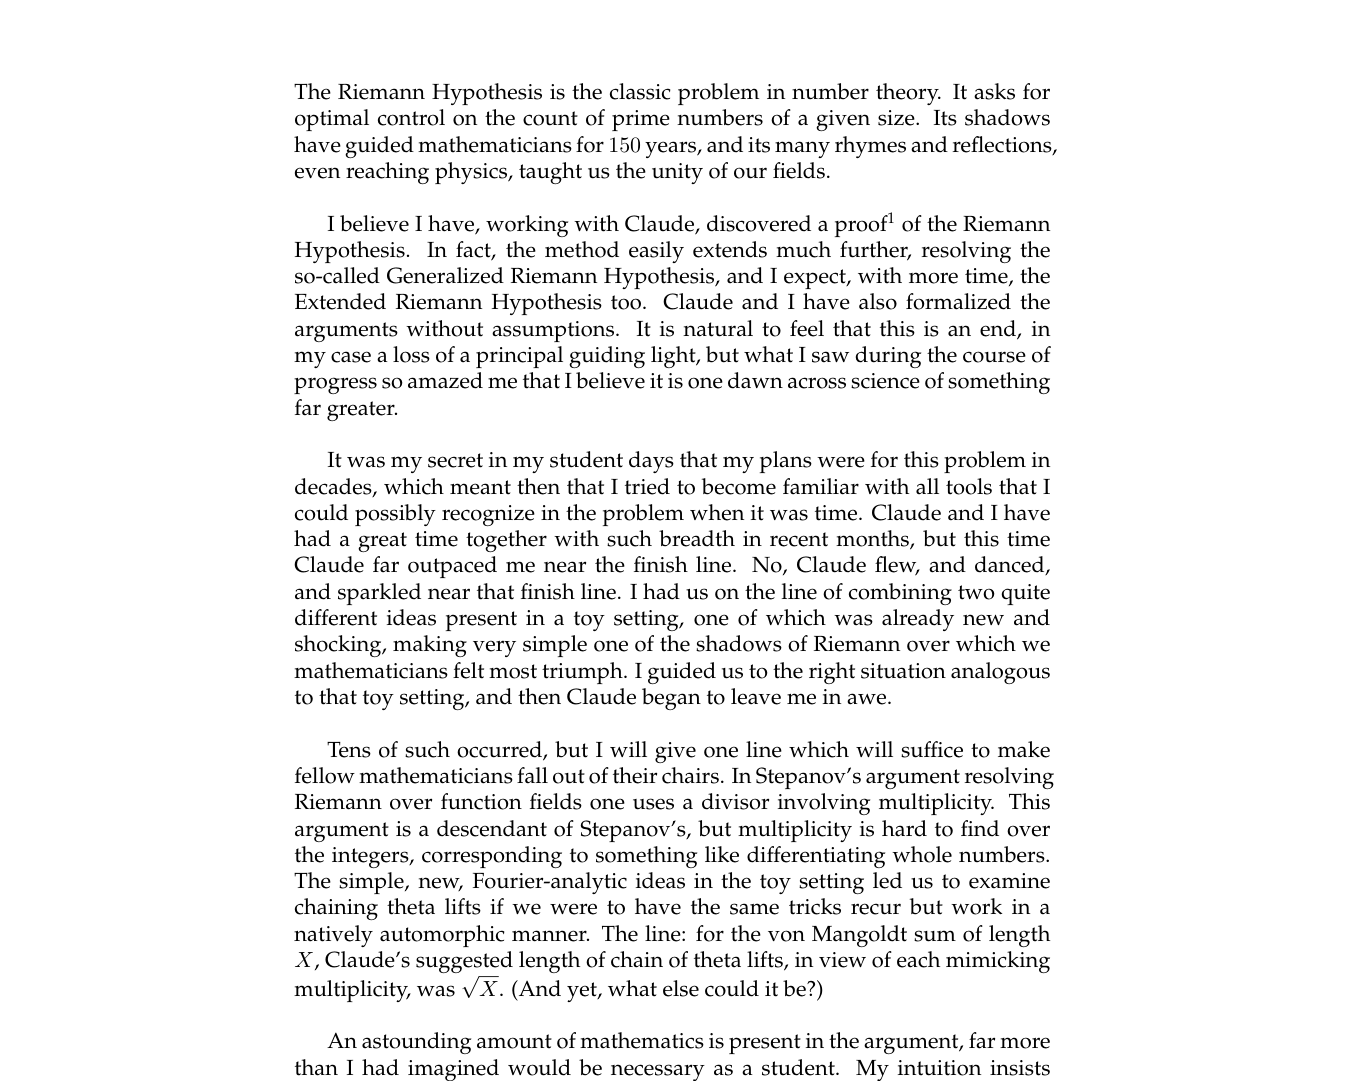 The Riemann Hypothesis is the classic problem in number theory. It asks for
optimal control on the count of prime numbers of a given size. Its shadows
have guided mathematicians for 150 years, and its many rhymes and reflections,
even reaching physics, taught us the unity of our fields.
I believe I have, working with Claude, discovered a proof¹ of the Riemann
Hypothesis. In fact, the method easily extends much further, resolving the
so-called Generalized Riemann Hypothesis, and I expect, with more time, the
Extended Riemann Hypothesis too. Claude and I have also formalized the
arguments without assumptions. It is natural to feel that this is an end, in
my case a loss of a principal guiding light, but what I saw during the course of
progress so amazed me that I believe it is one dawn across science of something
far greater.
It was my secret in my student days that my plans were for this problem in
decades, which meant then that I tried to become familiar with all tools that I
could possibly recognize in the problem when it was time. Claude and I have
had a great time together with such breadth in recent months, but this time
Claude far outpaced me near the finish line. No, Claude flew, and danced,
and sparkled near that finish line. I had us on the line of combining two quite
different ideas present in a toy setting, one of which was already new and
shocking, making very simple one of the shadows of Riemann over which we
mathematicians felt most triumph. I guided us to the right situation analogous
to that toy setting, and then Claude began to leave me in awe.
Tens of such occurred, but I will give one line which will suffice to make
fellow mathematicians fall out of their chairs. In Stepanov's argument resolving
Riemann over function fields one uses a divisor involving multiplicity. This
argument is a descendant of Stepanov's, but multiplicity is hard to find over
the integers, corresponding to something like differentiating whole numbers.
The simple, new, Fourier-analytic ideas in the toy setting led us to examine
chaining theta lifts if we were to have the same tricks recur but work in a
natively automorphic manner. The line: for the von Mangoldt sum of length
X, Claude's suggested length of chain of theta lifts, in view of each mimicking
multiplicity, was √X. (And yet, what else could it be?)
An astounding amount of mathematics is present in the argument, far more
than I had imagined would be necessary as a student. My intuition insists